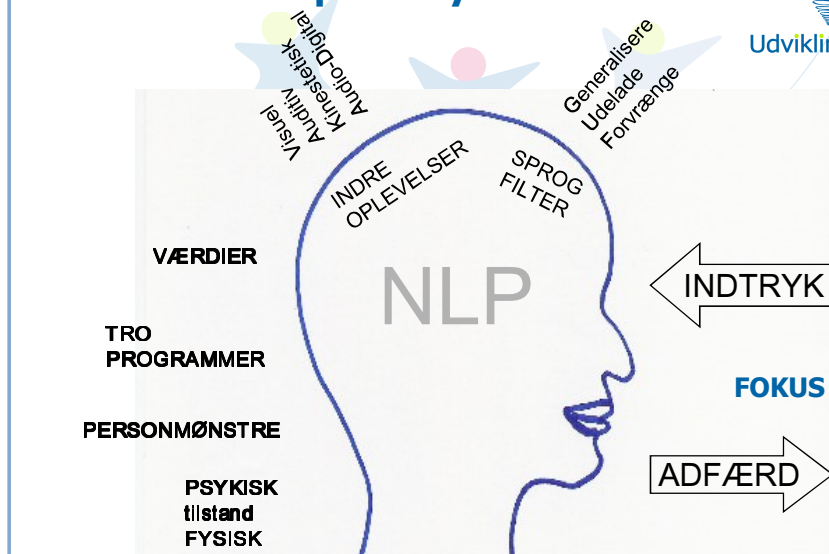 Visuel
Auditiv
Kinestetisk
Audio-Digital
Generalisere
Udelade
Forvrænge
INDRE
OPLEVELSER
SPROG
FILTER
VÆRDIER
NLP
INDTRYK
TRO
PROGRAMMER
FOKUS
PERSONMØNSTRE
ADFÆRD
PSYKISK
tilstand
FYSISK